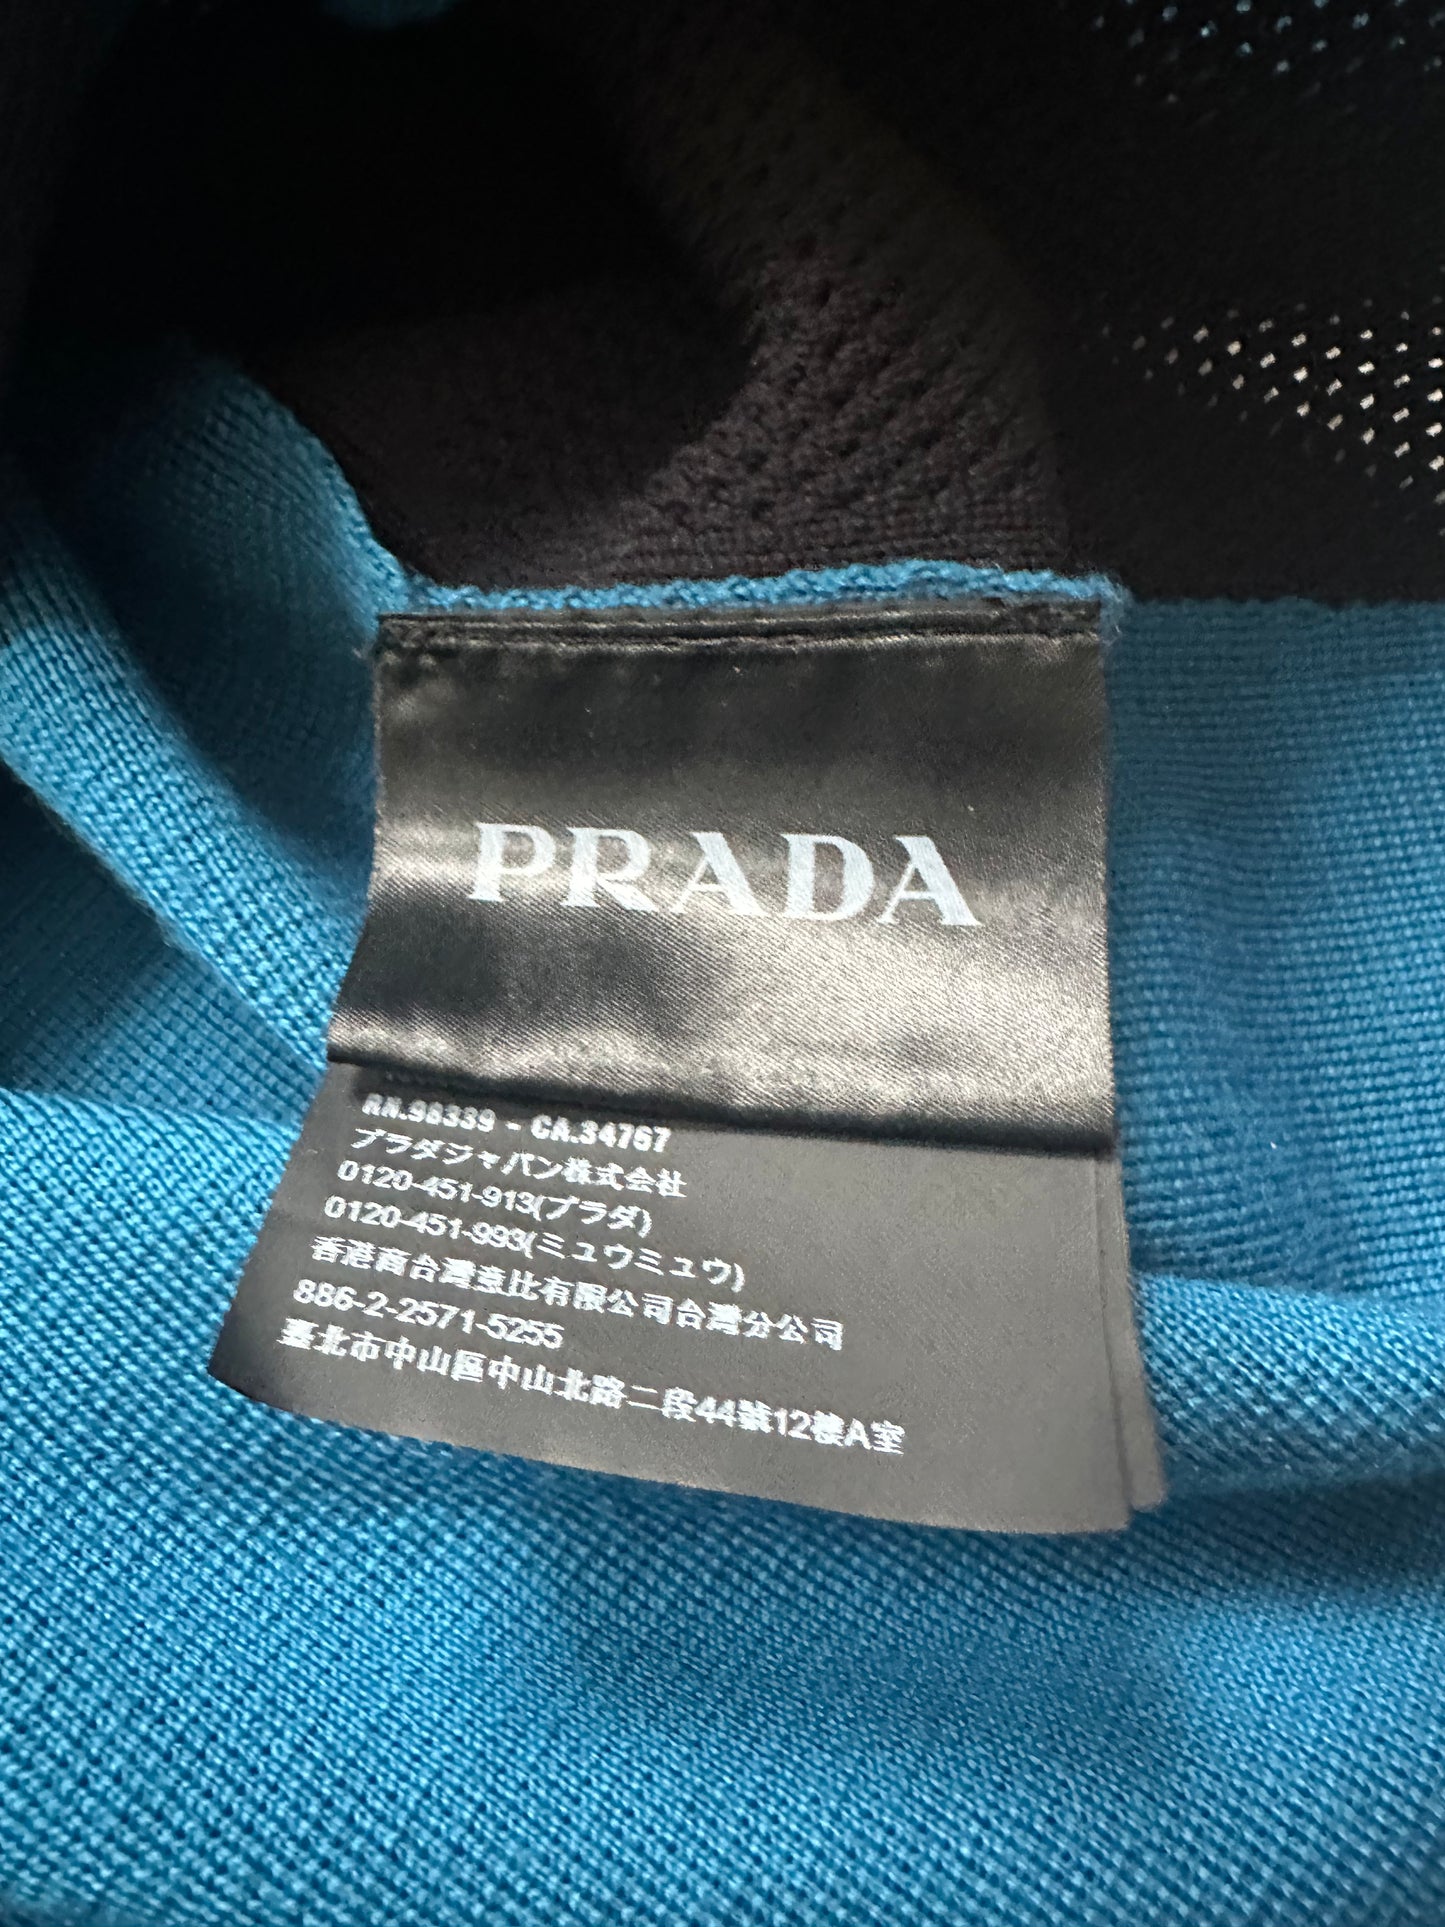 PRADA
RN.98339 - CA.34767
プラダジャパン株式会社
0120-451-913(プラダ)
0120-451-993(ミュウミュウ)
香港商台灣普比有限公司台灣分公司
886-2-2571-5255
臺北市中山區中山北路二段44號12樓A室